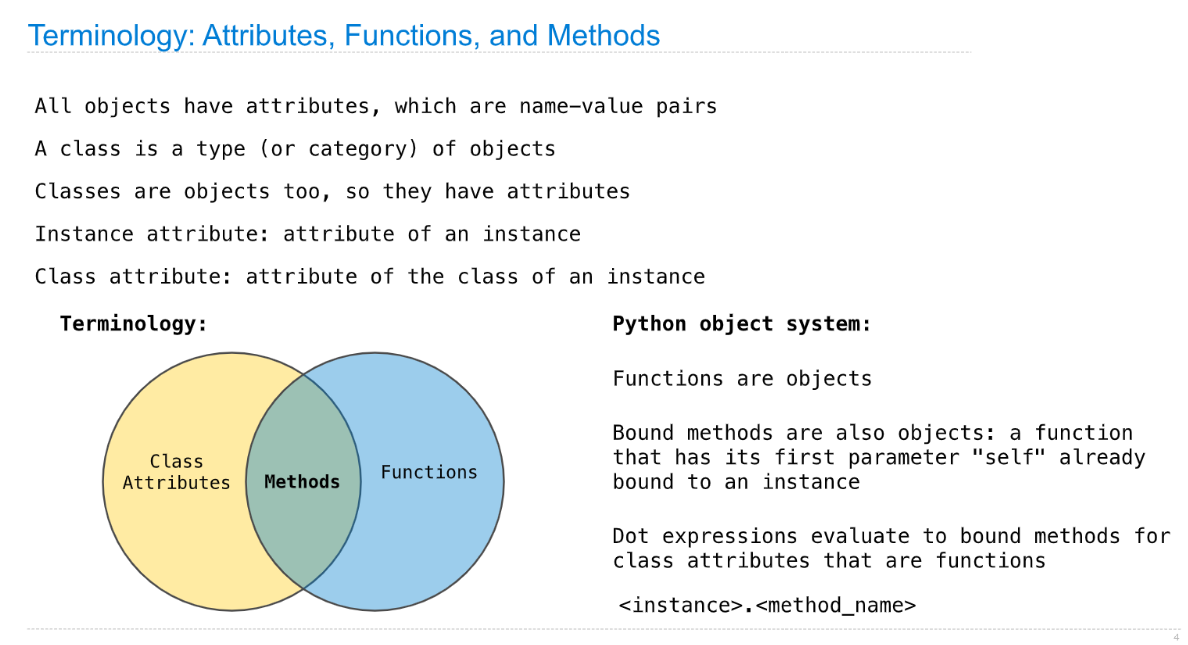 Terminology: Attributes, Functions, and Methods
All objects have attributes, which are name-value pairs
A class is a type (or category) of objects
Classes are objects too, so they have attributes
Instance attribute: attribute of an instance
Class attribute: attribute of the class of an instance
Terminology:
Class
Attributes
Methods
Functions
Python object system:
Functions are objects
Bound methods are also objects: a function
that has its first parameter "self" already
bound to an instance
Dot expressions evaluate to bound methods for
class attributes that are functions
<instance>.<method_name>
4